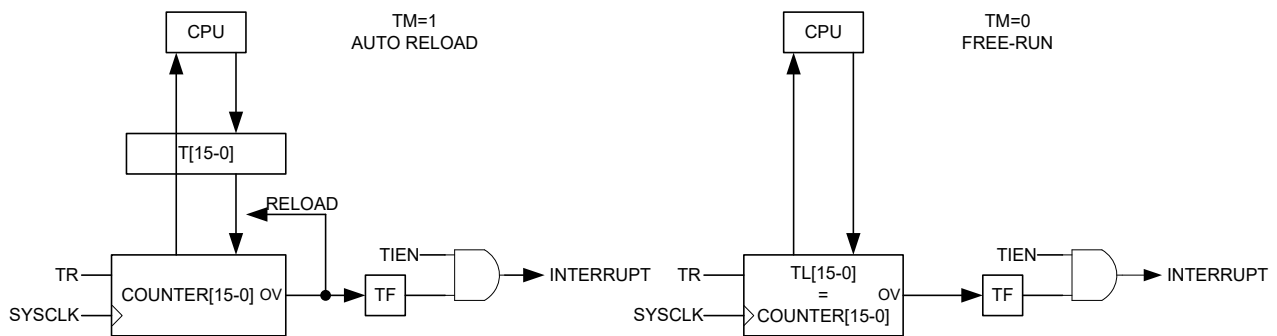 CPU
TM=1
AUTO RELOAD
T[15-0]
RELOAD
TR
SYSCLK
COUNTER[15-0]
OV
TF
TIEN
INTERRUPT
CPU
TM=0
FREE-RUN
TR
SYSCLK
TL[15-0]
=
COUNTER[15-0]
OV
TF
TIEN
INTERRUPT